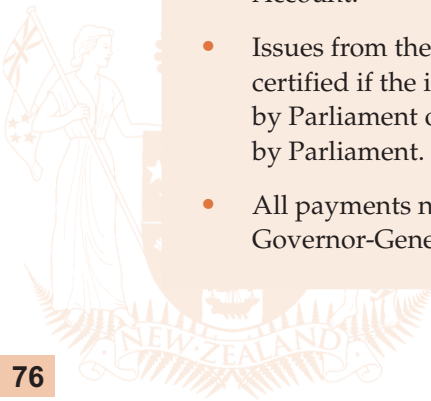 Account.
• Issues from the
certified if the i
by Parliament o
by Parliament.
• All payments n
Governor-Gene
NEW·ZEALAND
76